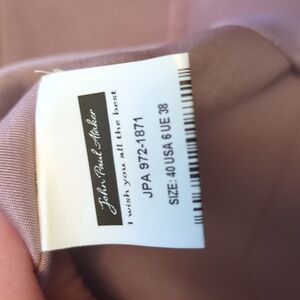 John Paul Ataker
I wish you all the best
JPA 972-1871
SIZE: 40 USA 6 UE 38